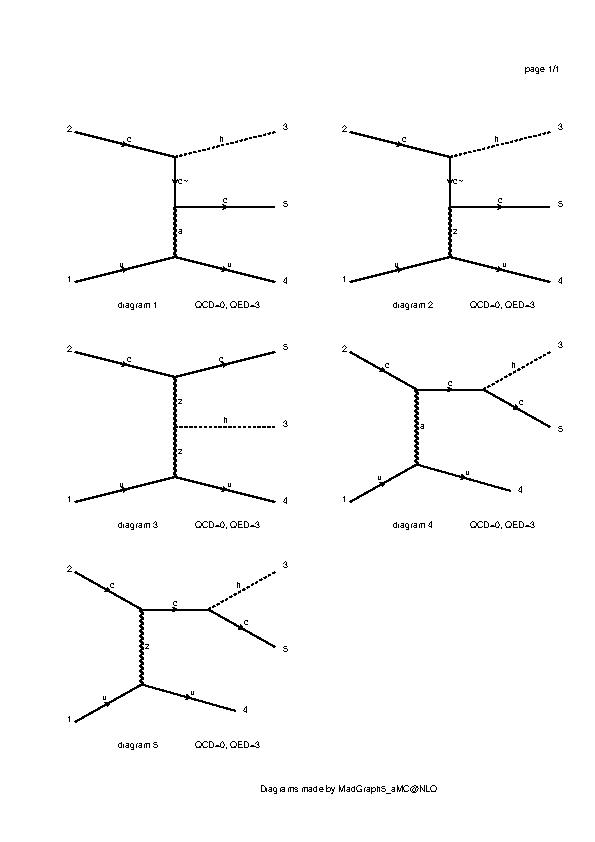 page 1/1
2 c h 3
c~
c 5
a
1 u u 4
diagram 1 QCD=0, QED=3
2 c h 3
c~
c 5
z
1 u u 4
diagram 2 QCD=0, QED=3
2 c c 5
z
h 3
z
1 u u 4
diagram 3 QCD=0, QED=3
2 c c h 3
c 5
a
1 u u 4
diagram 4 QCD=0, QED=3
2 c c h 3
c 5
z
1 u u 4
diagram 5 QCD=0, QED=3
Diagrams made by MadGraph5_aMC@NLO